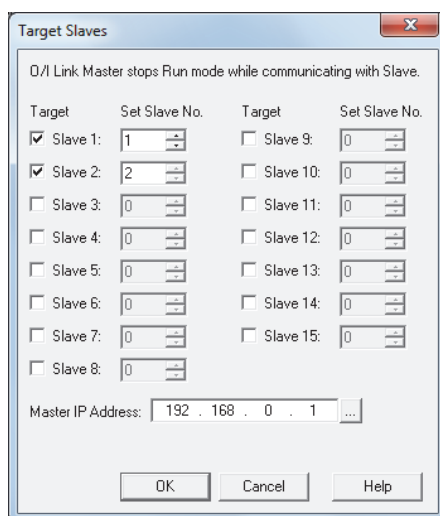 Target Slaves
O/I Link Master stops Run mode while communicating with Slave.
Target Set Slave No. Target Set Slave No.
Slave 1: 1 Slave 9: 0
Slave 2: 2 Slave 10: 0
Slave 3: 0 Slave 11: 0
Slave 4: 0 Slave 12: 0
Slave 5: 0 Slave 13: 0
Slave 6: 0 Slave 14: 0
Slave 7: 0 Slave 15: 0
Slave 8: 0
Master IP Address: 192 . 168 . 0 . 1 ...
OK Cancel Help